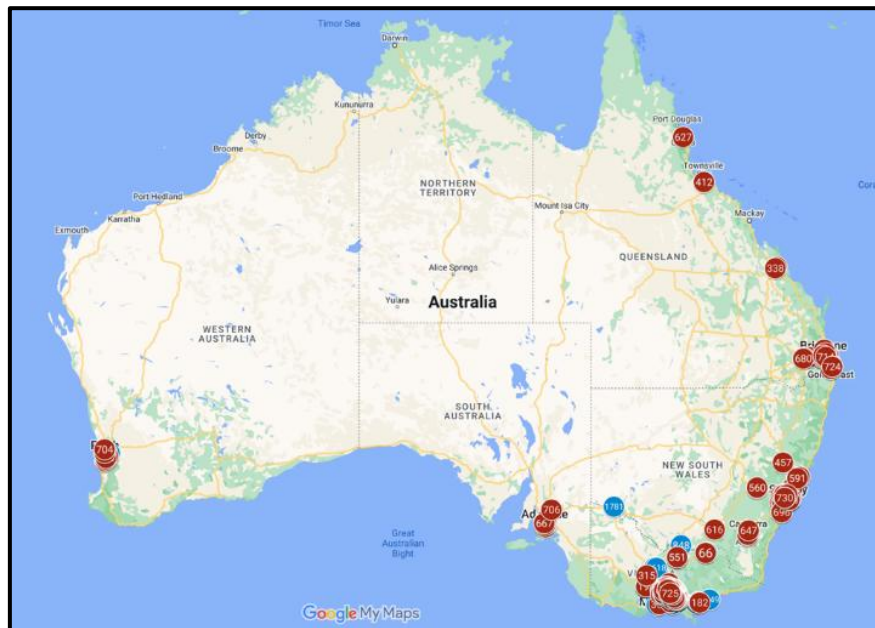 Timor Sea
Darwin
Kununurra
Derby
Broome
Port Hedland
Karratha
Exmouth
Port Douglas
627
Townsville
412
Mackay
NORTHERN
TERRITORY
Mount Isa City
QUEENSLAND
338
Alice Springs
Yulara
Australia
WESTERN
AUSTRALIA
680
714
724
SOUTH
AUSTRALIA
NEW SOUTH
WALES
457
591
560
730
696
704
706
667
1781
616
647
848
551
66
315
725
182
Great
Australian
Bight
Google My Maps